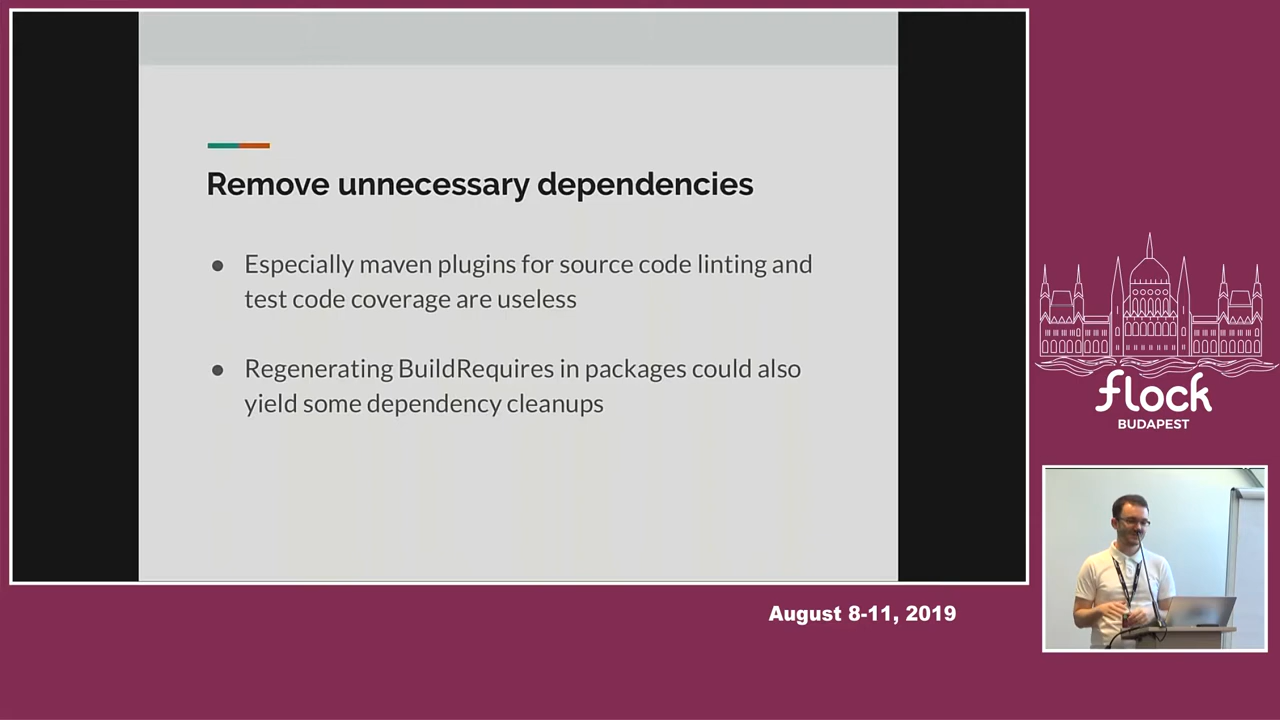 Remove unnecessary dependencies
● Especially maven plugins for source code linting and
test code coverage are useless
● Regenerating BuildRequires in packages could also
yield some dependency cleanups
flock
BUDAPEST
August 8-11, 2019